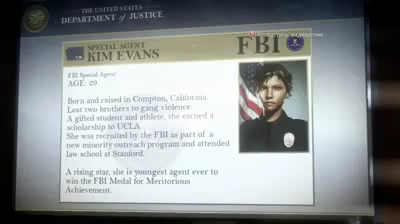 THE UNITED STATES
DEPARTMENT of JUSTICE
SPECIAL AGENT
KIM EVANS
FBI
FBI Special Agent
AGE: 29
Born and raised in Compton, California.
Lost two brothers to gang violence.
A gifted student and athlete, she earned a
scholarship to UCLA.
She was recruited by the FBI as part of a
new minority outreach program and attended
law school at Stanford.
A rising star, she is youngest agent ever to
win the FBI Medal for Meritorious
Achievement.